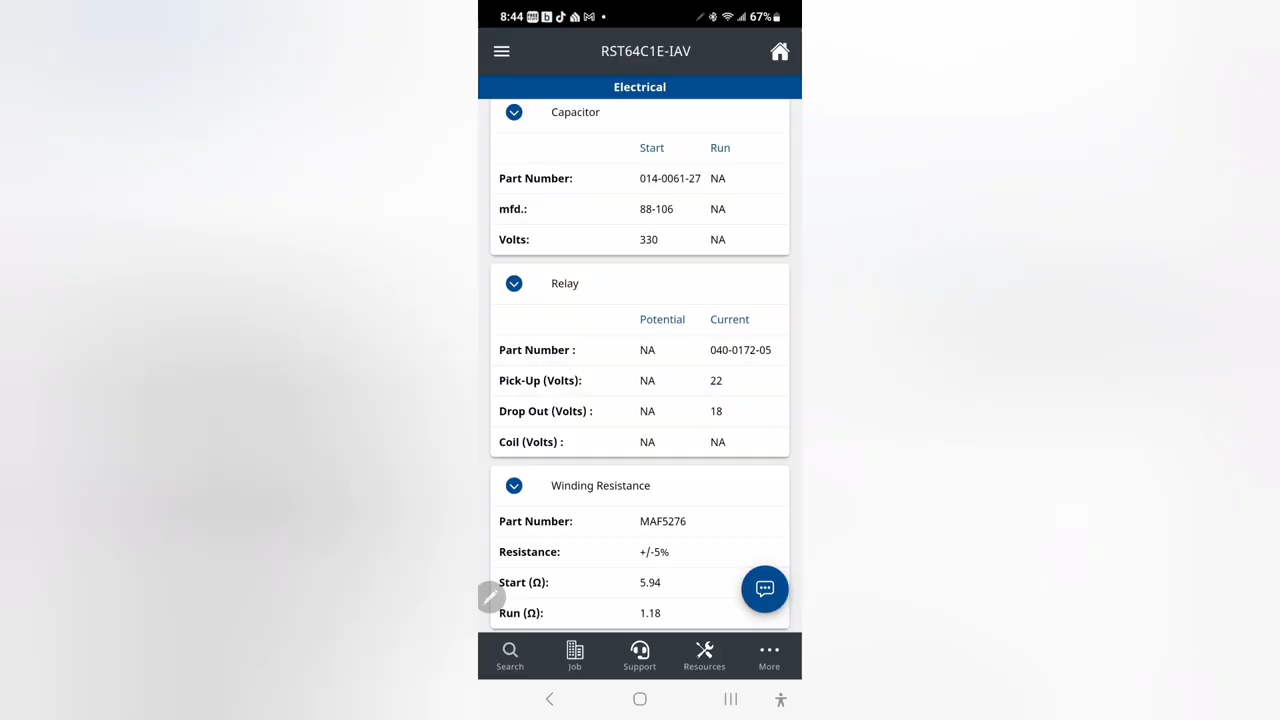 8:44 67%
RST64C1E-IAV
Electrical
Capacitor
Start Run
Part Number: 014-0061-27 NA
mfd.: 88-106 NA
Volts: 330 NA
Relay
Potential Current
Part Number : NA 040-0172-05
Pick-Up (Volts): NA 22
Drop Out (Volts) : NA 18
Coil (Volts) : NA NA
Winding Resistance
Part Number: MAF5276
Resistance: +/-5%
Start (Ω): 5.94
Run (Ω): 1.18
Search Job Support Resources More